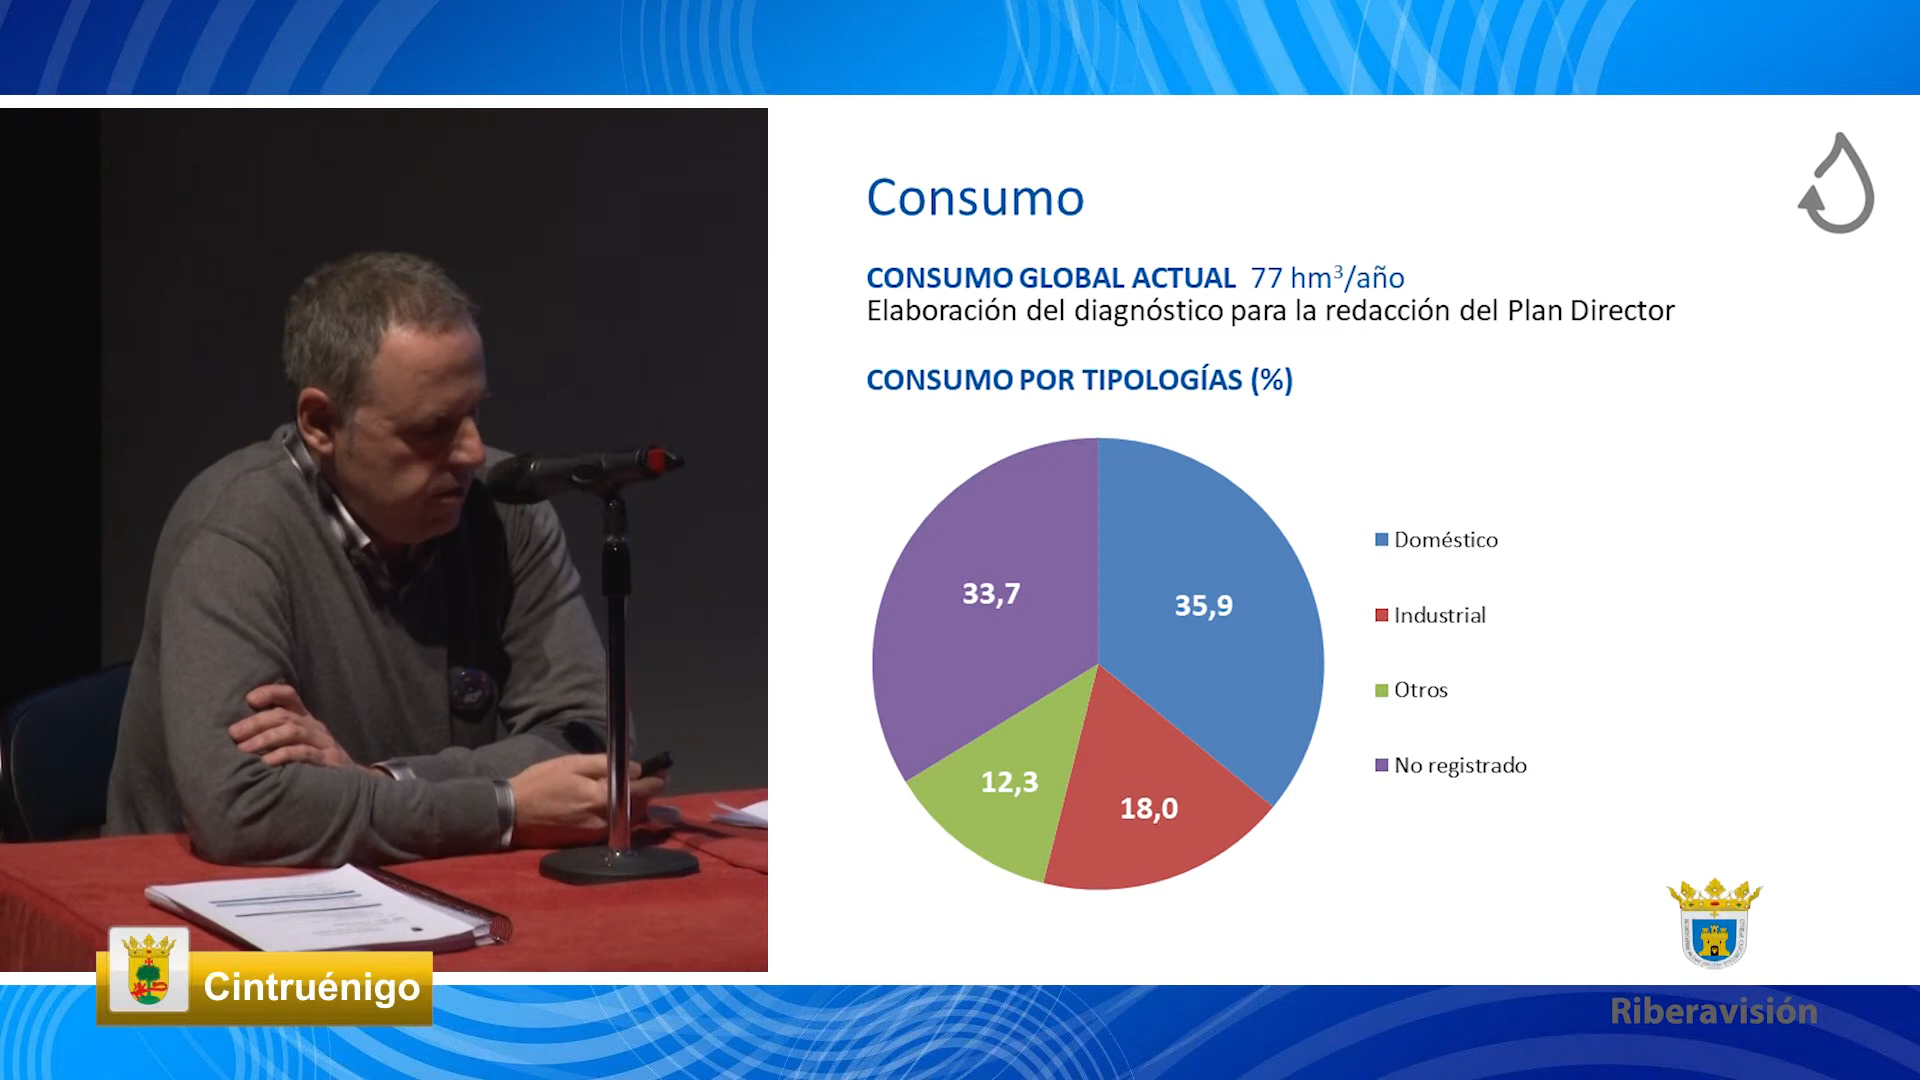 Consumo
CONSUMO GLOBAL ACTUAL 77 hm³/año
Elaboración del diagnóstico para la redacción del Plan Director
CONSUMO POR TIPOLOGÍAS (%)
33,7
35,9
12,3
18,0
Doméstico
Industrial
Otros
No registrado
Cintruénigo
Riberavisión